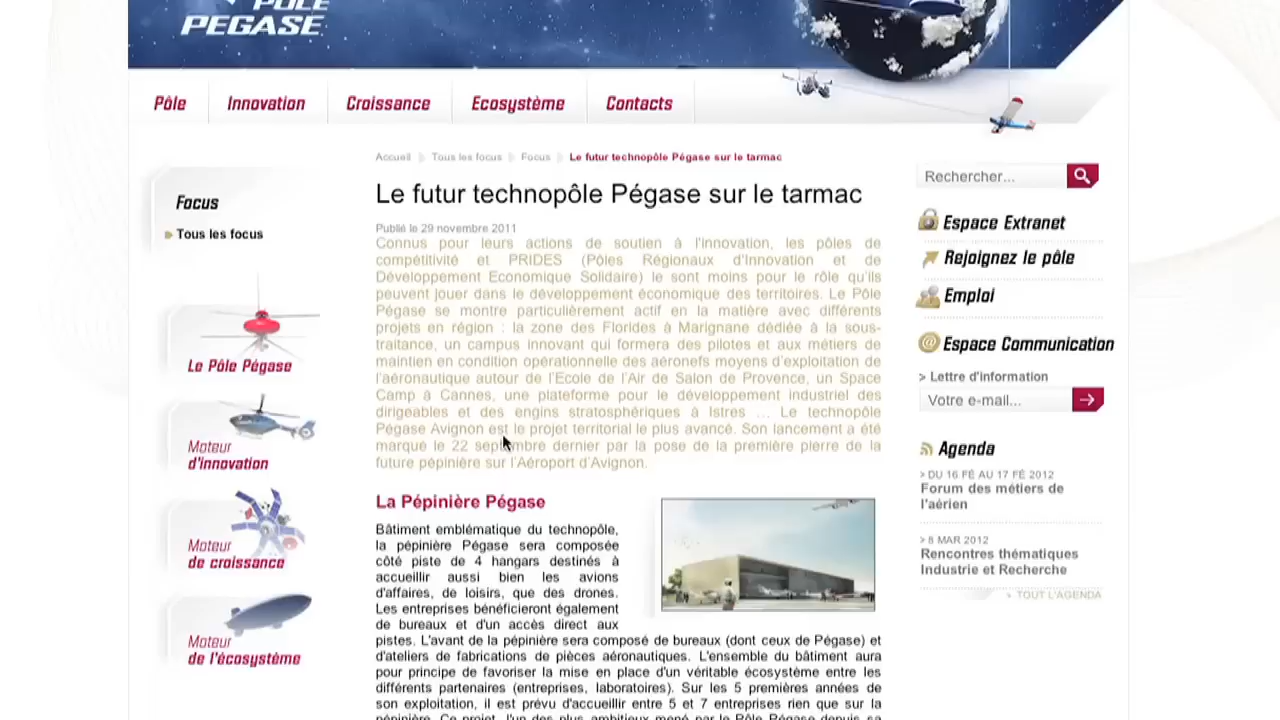 PÔLE
PEGASE
Pôle
Innovation
Croissance
Ecosystème
Contacts
Accueil
Tous les focus
Focus
Le futur technopôle Pégase sur le tarmac
Focus
Tous les focus
Le Pôle Pégase
Moteur
d'innovation
Moteur
de croissance
Moteur
de l'écosystème
Le futur technopôle Pégase sur le tarmac
Publié le 29 novembre 2011
Connus pour leurs actions de soutien à l'Innovation, les pôles de
compétitivité et PRIDES (Pôles Régionaux d'Innovation et de
Développement Economique Solidaire) le sont moins pour le rôle qu'ils
peuvent jouer dans le développement économique des territoires. Le Pôle
Pégase se montre particulièrement actif en la matière avec différents
projets en région : la zone des Florides à Marignane dédiée à la sous-
traitance, un campus innovant qui formera des pilotes et aux métiers de
maintien en condition opérationnelle des aéronefs moyens d'exploitation de
l'aéronautique autour de l'Ecole de l'Air de Salon de Provence, un Space
Camp à Cannes, une plateforme pour le développement industriel des
dirigeables et des engins stratosphériques à Istres ... Le technopôle
Pégase Avignon est le projet territorial le plus avancé. Son lancement a été
marqué le 22 septembre dernier par la pose de la première pierre de la
future pépinière sur l'Aéroport d'Avignon.
La Pépinière Pégase
Bâtiment emblématique du technopôle,
la pépinière Pégase sera composée
côté piste de 4 hangars destinés à
accueillir aussi bien les avions
d'affaires, de loisirs, que des drones.
Les entreprises bénéficieront également
de bureaux et d'un accès direct aux
pistes. L'avant de la pépinière sera composé de bureaux (dont ceux de Pégase) et
d'ateliers de fabrications de pièces aéronautiques. L'ensemble du bâtiment aura
pour principe de favoriser la mise en place d'un véritable écosystème entre les
différents partenaires (entreprises, laboratoires). Sur les 5 premières années de
son exploitation, il est prévu d'accueillir entre 5 et 7 entreprises rien que sur la
pépinière. Ce projet, l'un des plus ambitieux mené par le Pôle Pégase depuis sa
Rechercher...
Espace Extranet
Rejoignez le pôle
Emploi
Espace Communication
> Lettre d'information
Votre e-mail...
Agenda
> DU 16 FÉ AU 17 FÉ 2012
Forum des métiers de
l'aérien
> 8 MAR 2012
Rencontres thématiques
Industrie et Recherche
TOUT L'AGENDA